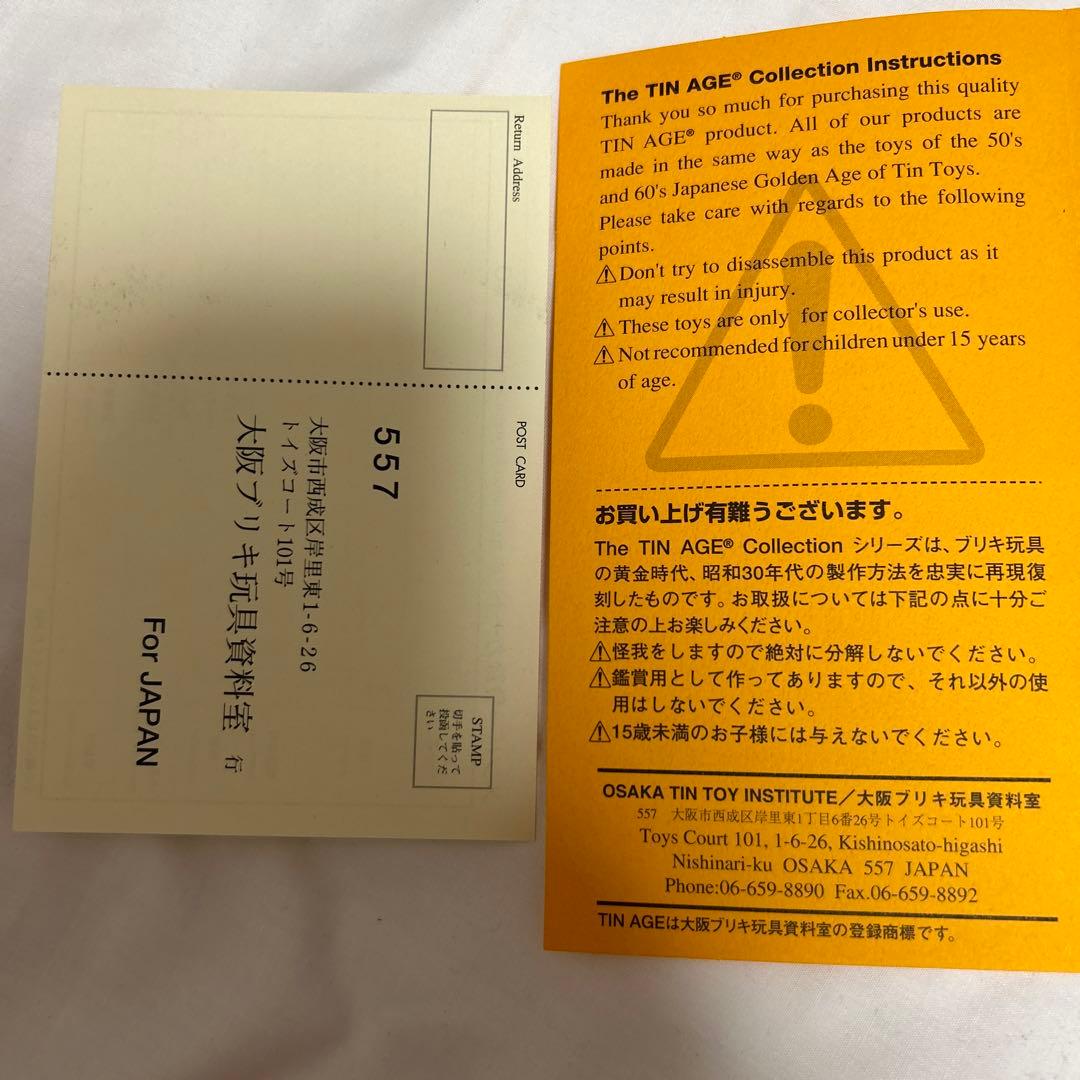 Return Address
POST CARD
557
大阪市西成区岸里東1-6-26
トイズコート101号
大阪ブリキ玩具資料室 行
For JAPAN
STAMP
切手を貼って
投函してくだ
さい
The TIN AGE® Collection Instructions
Thank you so much for purchasing this quality
TIN AGE® product. All of our products are
made in the same way as the toys of the 50's
and 60's Japanese Golden Age of Tin Toys.
Please take care with regards to the following
points.
⚠Don't try to disassemble this product as it
may result in injury.
⚠These toys are only for collector's use.
⚠Not recommended for children under 15 years
of age.
お買い上げ有難うございます。
The TIN AGE® Collection シリーズは、ブリキ玩具
の黄金時代、昭和30年代の製作方法を忠実に再現復
刻したものです。お取扱については下記の点に十分ご
注意の上お楽しみください。
⚠怪我をしますので絶対に分解しないでください。
⚠鑑賞用として作ってありますので、それ以外の使
用はしないでください。
⚠15歳未満のお子様には与えないでください。
OSAKA TIN TOY INSTITUTE／大阪ブリキ玩具資料室
557 大阪市西成区岸里東1丁目6番26号トイズコート101号
Toys Court 101, 1-6-26, Kishinosato-higashi
Nishinari-ku OSAKA 557 JAPAN
Phone:06-659-8890 Fax.06-659-8892
TIN AGEは大阪ブリキ玩具資料室の登録商標です。